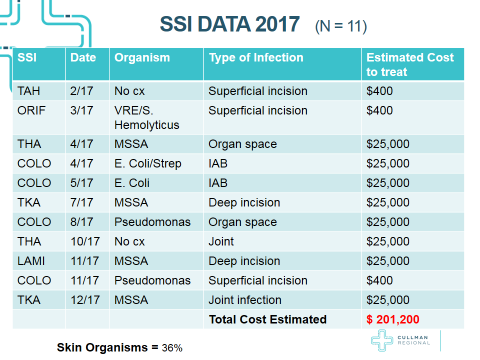 SSI DATA 2017 (N = 11)
SSI Date Organism Type of Infection Estimated Cost
to treat
TAH 2/17 No cx Superficial incision $400
ORIF 3/17 VRE/S. Superficial incision $400
Hemolyticus
THA 4/17 MSSA Organ space $25,000
COLO 4/17 E. Coli/Strep IAB $25,000
COLO 5/17 E. Coli IAB $25,000
TKA 7/17 MSSA Deep incision $25,000
COLO 8/17 Pseudomonas Organ space $25,000
THA 10/17 No cx Joint $25,000
LAMI 11/17 MSSA Deep incision $25,000
COLO 11/17 Pseudomonas Superficial incision $400
TKA 12/17 MSSA Joint infection $25,000
Total Cost Estimated $ 201,200
CULLMAN
REGIONAL
Skin Organisms = 36%